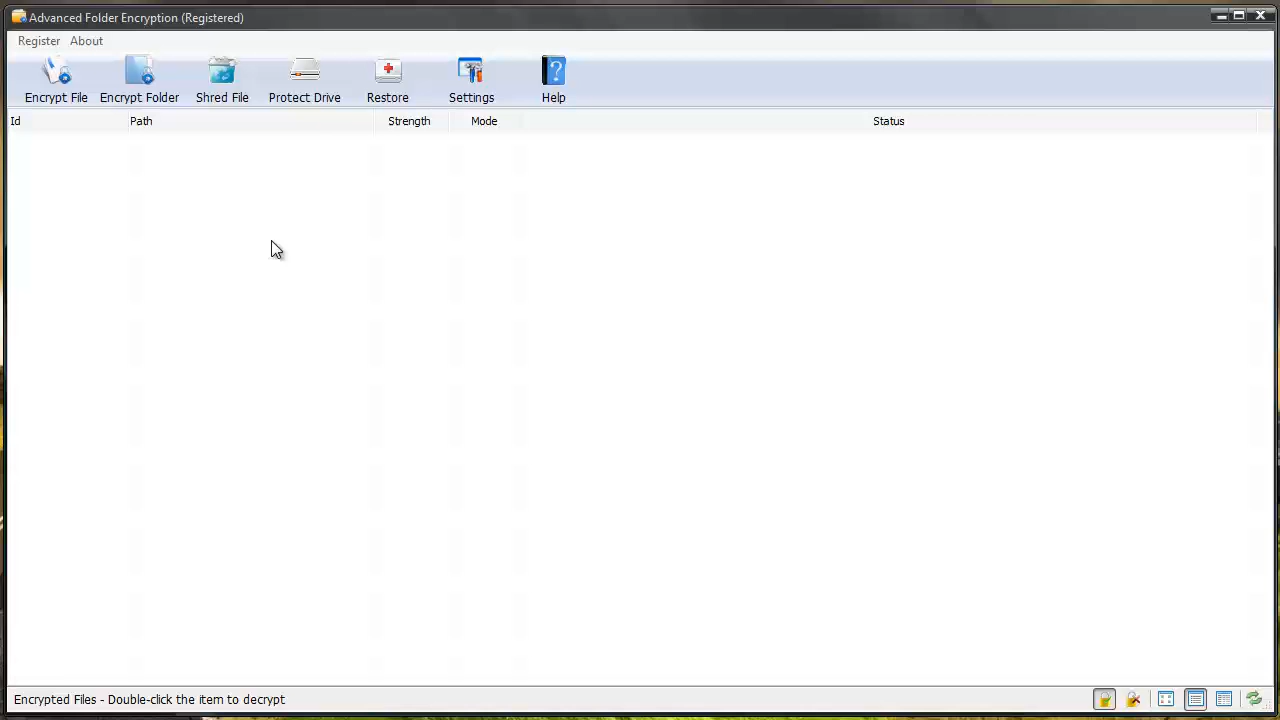 Advanced Folder Encryption (Registered)
Register About
Encrypt File Encrypt Folder Shred File Protect Drive Restore Settings Help
Id Path Strength Mode Status
Encrypted Files - Double-click the item to decrypt